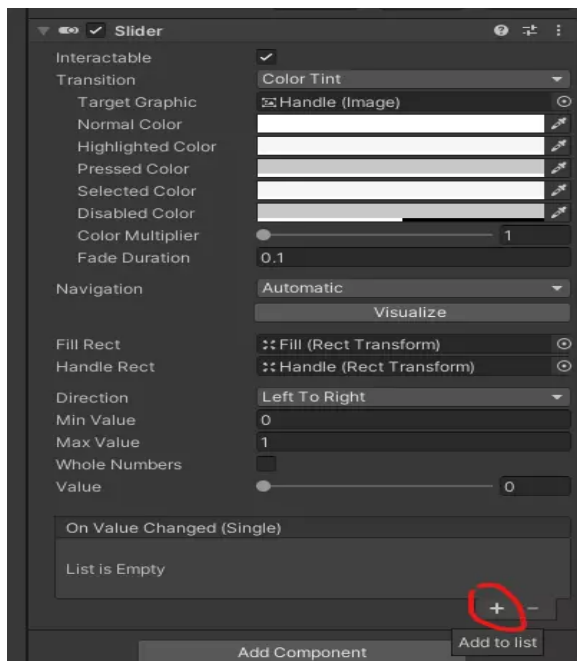 Slider
Interactable
Transition Color Tint
Target Graphic Handle (Image)
Normal Color
Highlighted Color
Pressed Color
Selected Color
Disabled Color
Color Multiplier 1
Fade Duration 0.1
Navigation Automatic
Visualize
Fill Rect Fill (Rect Transform)
Handle Rect Handle (Rect Transform)
Direction Left To Right
Min Value 0
Max Value 1
Whole Numbers
Value 0
On Value Changed (Single)
List is Empty
+ −
Add to list
Add Component